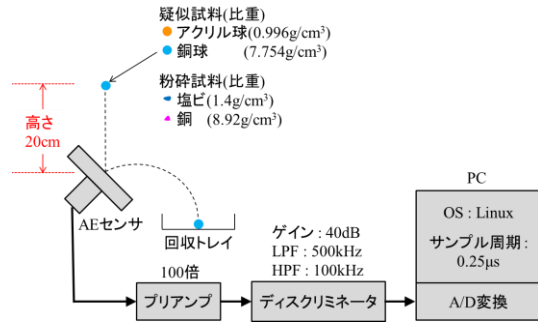 疑似試料(比重)
アクリル球(0.996g/cm³)
銅球 (7.754g/cm³)
粉砕試料(比重)
塩ビ(1.4g/cm³)
銅 (8.92g/cm³)
高さ
20cm
AEセンサ
回収トレイ
100倍
プリアンプ
ゲイン : 40dB
LPF : 500kHz
HPF : 100kHz
ディスクリミネータ
PC
OS : Linux
サンプル周期 :
0.25μs
A/D変換